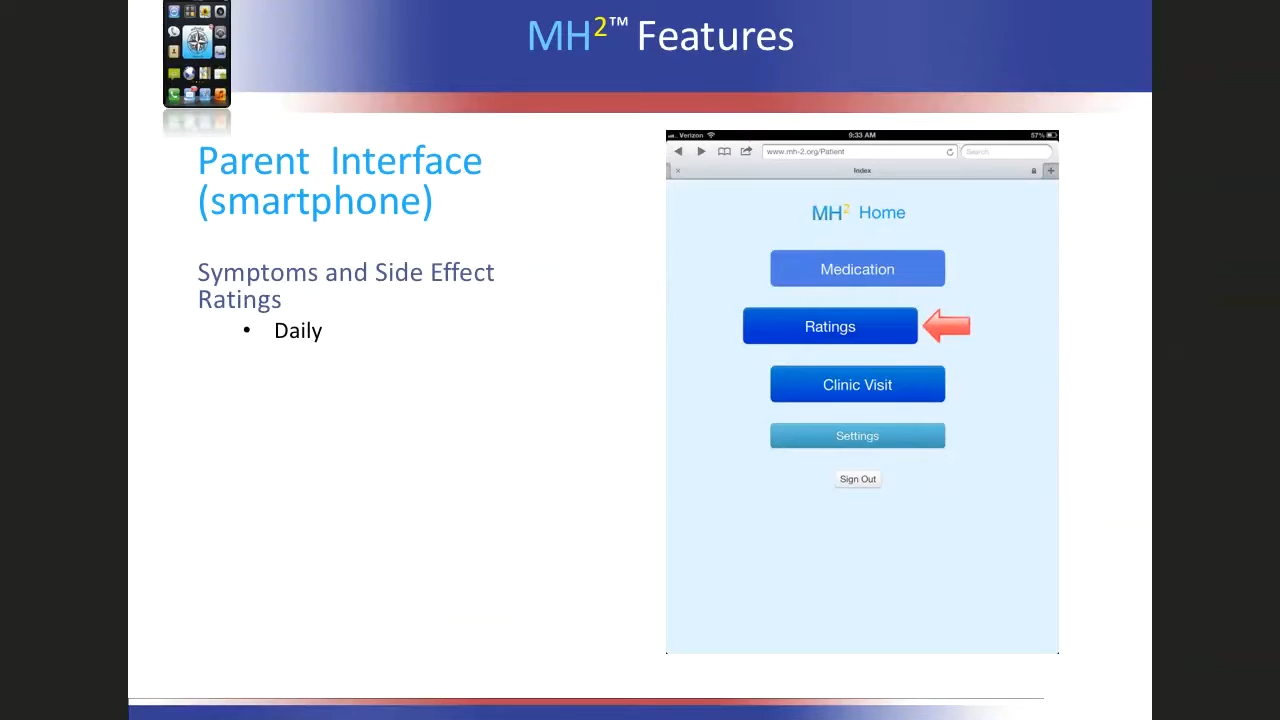 MH2™ Features
Parent Interface
(smartphone)
Symptoms and Side Effect
Ratings
• Daily
Verizon
9:33 AM
57%
www.mh-2.org/Patient
Search
Index
MH2 Home
Medication
Ratings
Clinic Visit
Settings
Sign Out